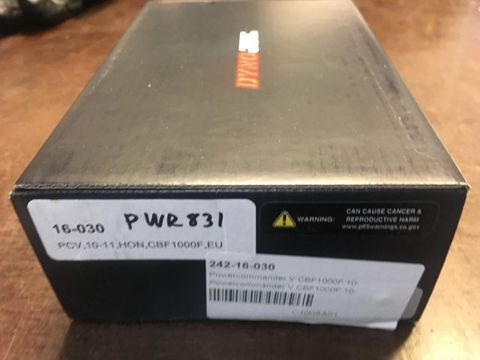 DYNOJET
16-030 PWR831
PCV,10-11,HON,CBF1000F,EU
WARNING:
CAN CAUSE CANCER &
REPRODUCTIVE HARM
www.p65warnings.ca.gov
242-16-030
Powercommander V CBF1000F 10-
Powercommander V CBF1000F 10-
C1008A01